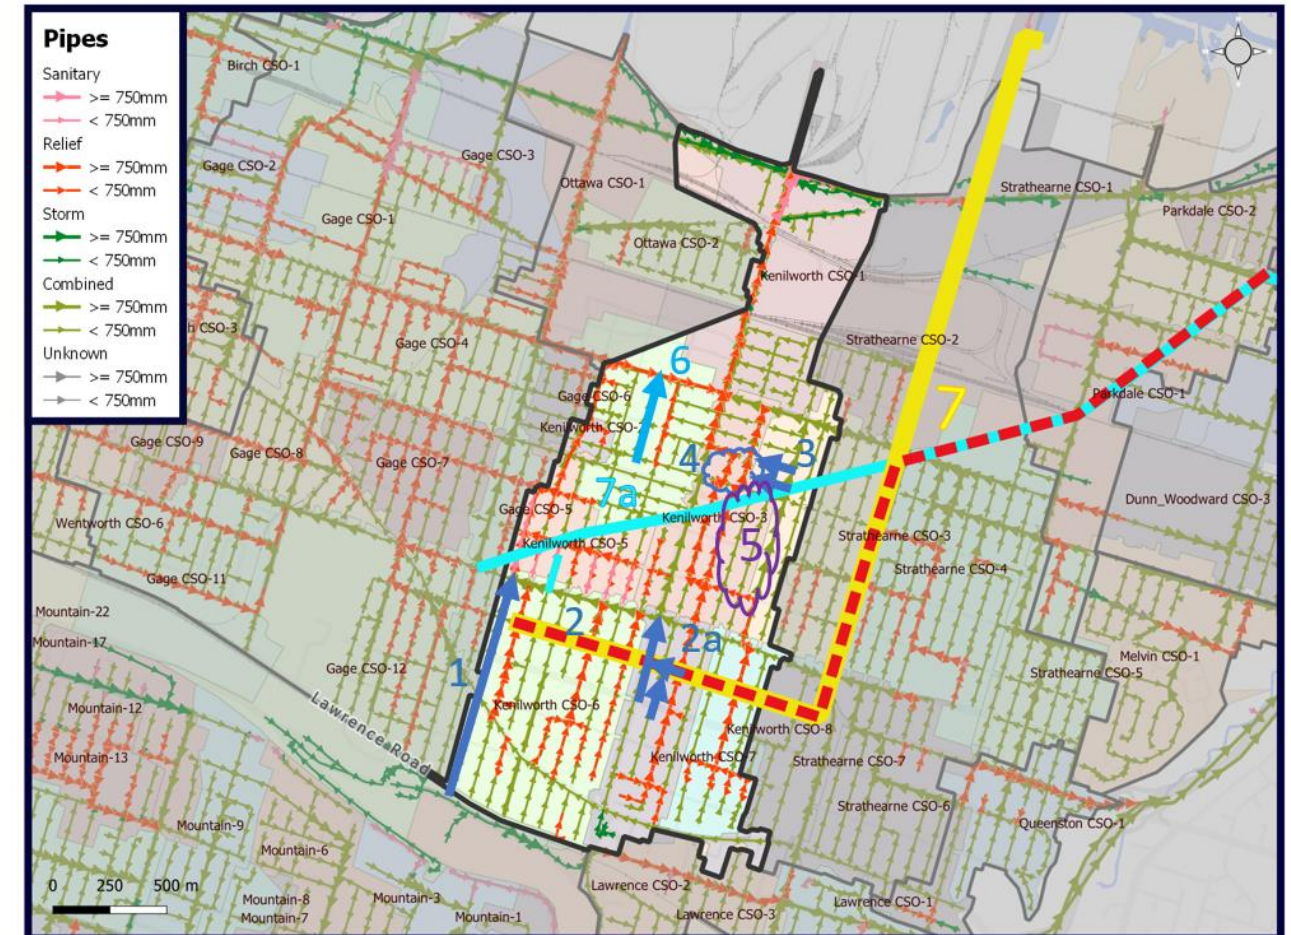 Pipes
Sanitary
>= 750mm
< 750mm
Relief
>= 750mm
< 750mm
Storm
>= 750mm
< 750mm
Combined
>= 750mm
< 750mm
Unknown
>= 750mm
< 750mm
Birch CSO-1
Gage CSO-2
Gage CSO-3
Gage CSO-1
Ottawa CSO-1
Ottawa CSO-2
Strathearne CSO-1
Parkdale CSO-2
Kenilworth CSO-1
CSO-3
Gage CSO-4
Strathearne CSO-2
6
Gage CSO-6
7
Parkdale CSO-1
Kenilworth CSO-
Gage CSO-9
Gage CSO-8
Gage CSO-7
4
3
7a
Dunn_Woodward CSO-3
Wentworth CSO-6
Gage CSO-5
Kenilworth CSO-3
Kenilworth CSO-5
5
Strathearne CSO-3
Gage CSO-11
Strathearne CSO-4
Mountain-22
Mountain-17
2
2a
Gage CSO-12
1
Melvin CSO-1
Strathearne CSO-5
Mountain-12
Lawrence Road
Kenilworth CSO-6
Kenilworth CSO-8
Mountain-13
Kenilworth CSO-7
Strathearne CSO-7
Strathearne CSO-6
Mountain-9
Queenston CSO-1
Mountain-6
0 250 500 m
Mountain-8
Mountain-7
Mountain-3
Mountain-1
Lawrence CSO-2
Lawrence CSO-3
Lawrence CSO-1